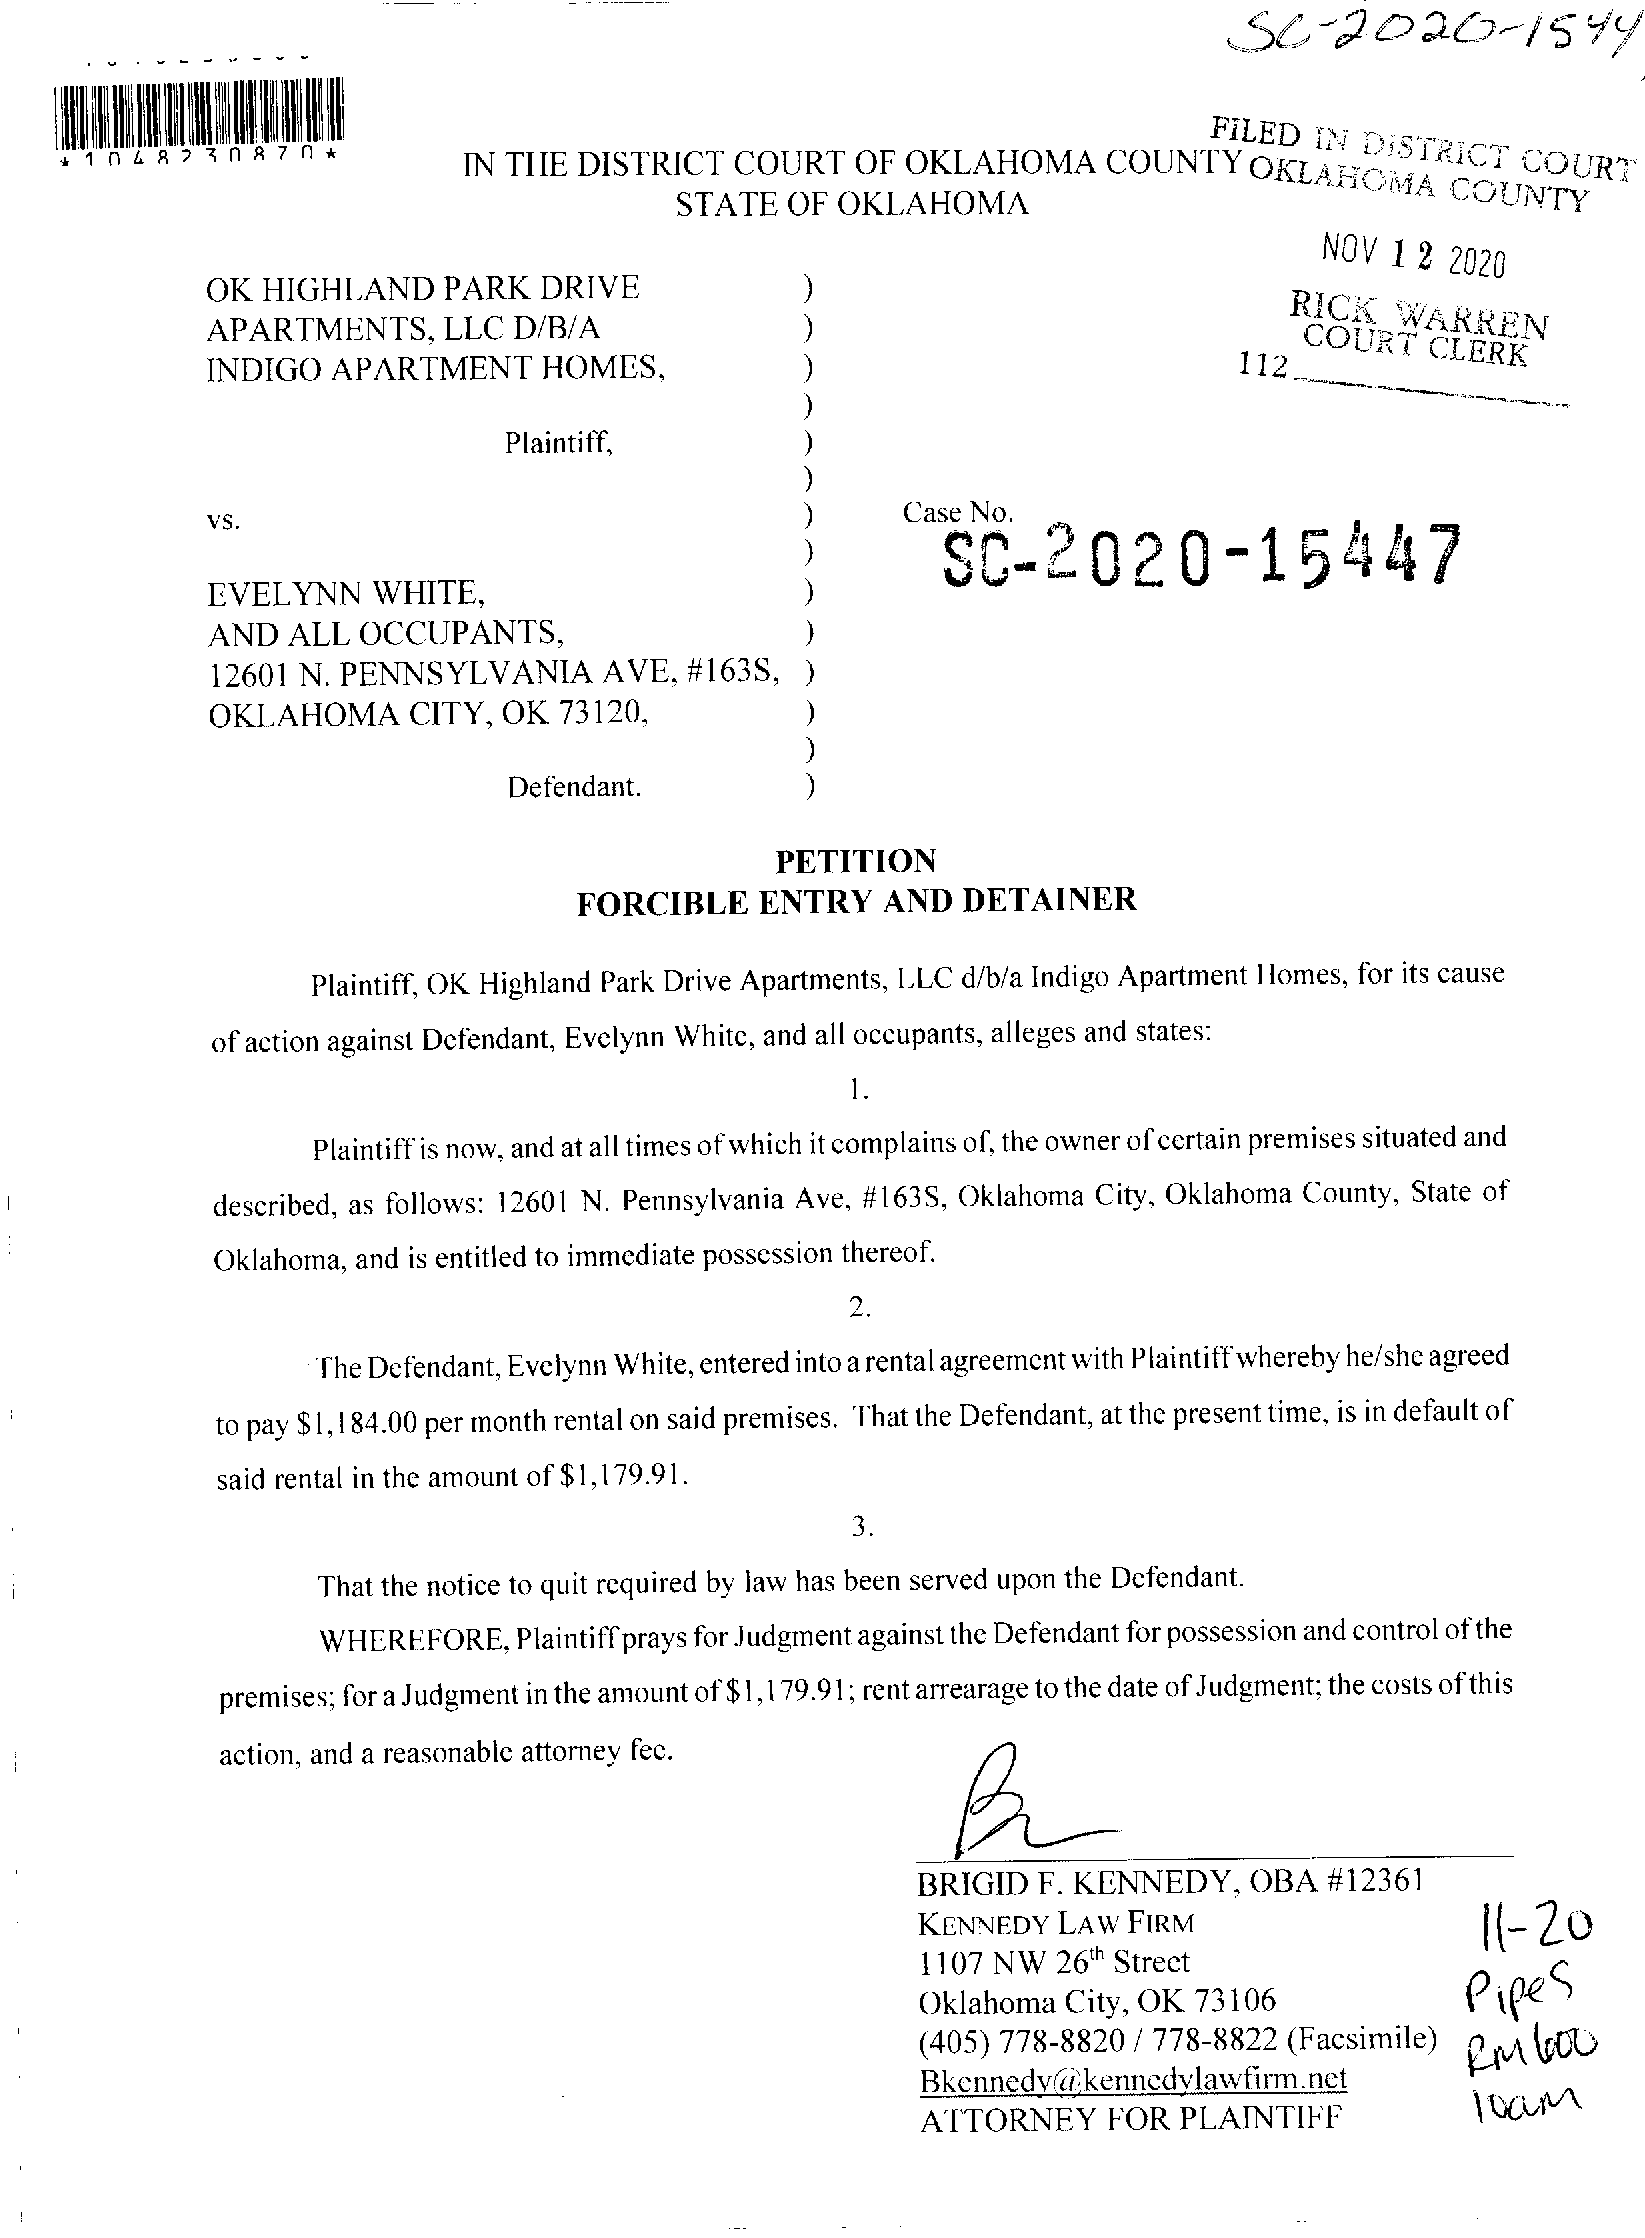 SC-2020-1544
*1048230870*
FILED IN DISTRICT COURT
OKLAHOMA COUNTY
IN THE DISTRICT COURT OF OKLAHOMA COUNTY
STATE OF OKLAHOMA
NOV 12 2020
RICK WARREN
COURT CLERK
112
OK HIGHLAND PARK DRIVE )
APARTMENTS, LLC D/B/A )
INDIGO APARTMENT HOMES, )
)
Plaintiff, )
)
vs. ) Case No.
) SC-2020-15447
EVELYNN WHITE, )
AND ALL OCCUPANTS, )
12601 N. PENNSYLVANIA AVE, #163S, )
OKLAHOMA CITY, OK 73120, )
)
Defendant. )
PETITION
FORCIBLE ENTRY AND DETAINER
Plaintiff, OK Highland Park Drive Apartments, LLC d/b/a Indigo Apartment Homes, for its cause
of action against Defendant, Evelynn White, and all occupants, alleges and states:
1.
Plaintiff is now, and at all times of which it complains of, the owner of certain premises situated and
described, as follows: 12601 N. Pennsylvania Ave, #163S, Oklahoma City, Oklahoma County, State of
Oklahoma, and is entitled to immediate possession thereof.
2.
The Defendant, Evelynn White, entered into a rental agreement with Plaintiff whereby he/she agreed
to pay $1,184.00 per month rental on said premises. That the Defendant, at the present time, is in default of
said rental in the amount of $1,179.91.
3.
That the notice to quit required by law has been served upon the Defendant.
WHEREFORE, Plaintiff prays for Judgment against the Defendant for possession and control of the
premises; for a Judgment in the amount of $1,179.91; rent arrearage to the date of Judgment; the costs of this
action, and a reasonable attorney fee.
BRIGID F. KENNEDY, OBA #12361
KENNEDY LAW FIRM
1107 NW 26th Street
Oklahoma City, OK 73106
(405) 778-8820 / 778-8822 (Facsimile)
Bkennedy@kennedylawfirm.net
ATTORNEY FOR PLAINTIFF
11-20
Pipes
RM 600
10am